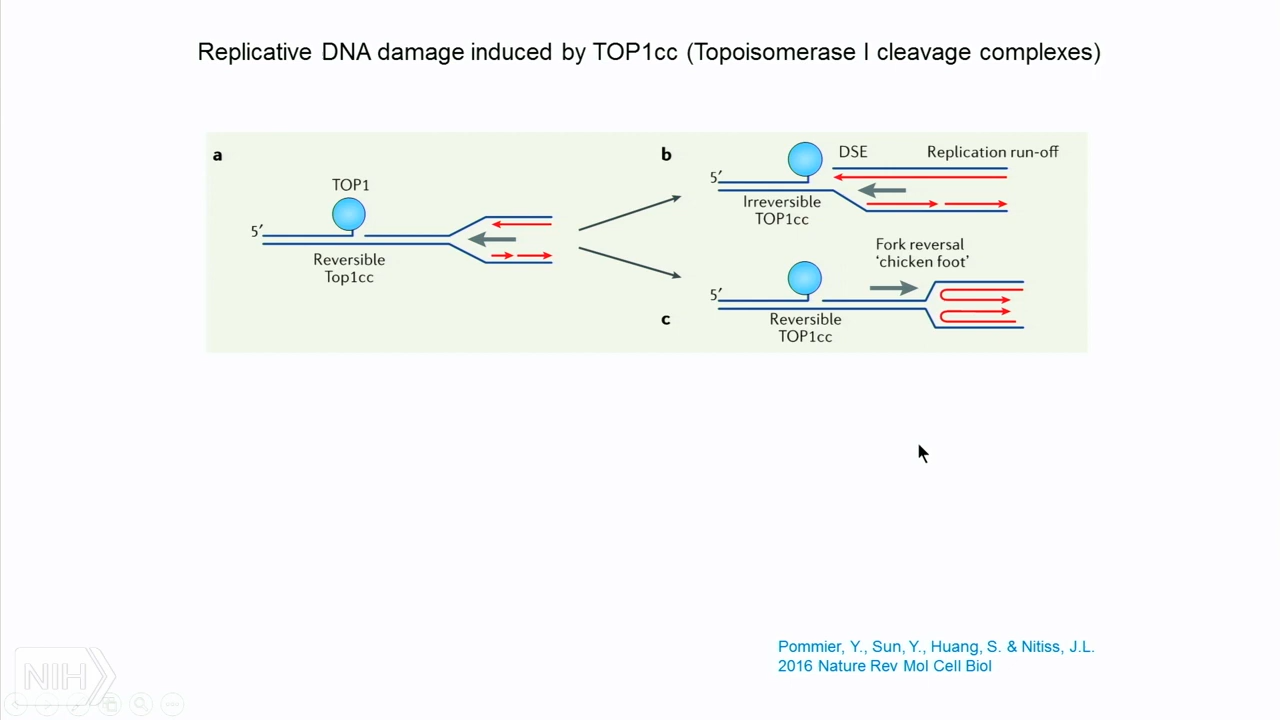 Replicative DNA damage induced by TOP1cc (Topoisomerase I cleavage complexes)
a
TOP1
5′
Reversible
Top1cc
b
DSE
Replication run-off
5′
Irreversible
TOP1cc
Fork reversal
‘chicken foot’
5′
c
Reversible
TOP1cc
Pommier, Y., Sun, Y., Huang, S. & Nitiss, J.L.
2016 Nature Rev Mol Cell Biol
NIH